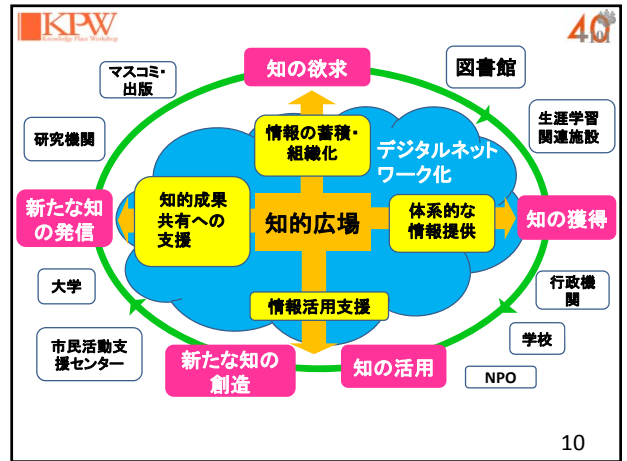 KPW
Knowledge Place Workshop
40
101
マスコミ・
出版
知の欲求
図書館
研究機関
情報の蓄積・
組織化
デジタルネット
ワーク化
生涯学習
関連施設
新たな知
の発信
知的成果
共有への
支援
知的広場
体系的な
情報提供
知の獲得
大学
情報活用支援
行政機
関
市民活動支
援センター
新たな知の
創造
知の活用
学校
NPO
10